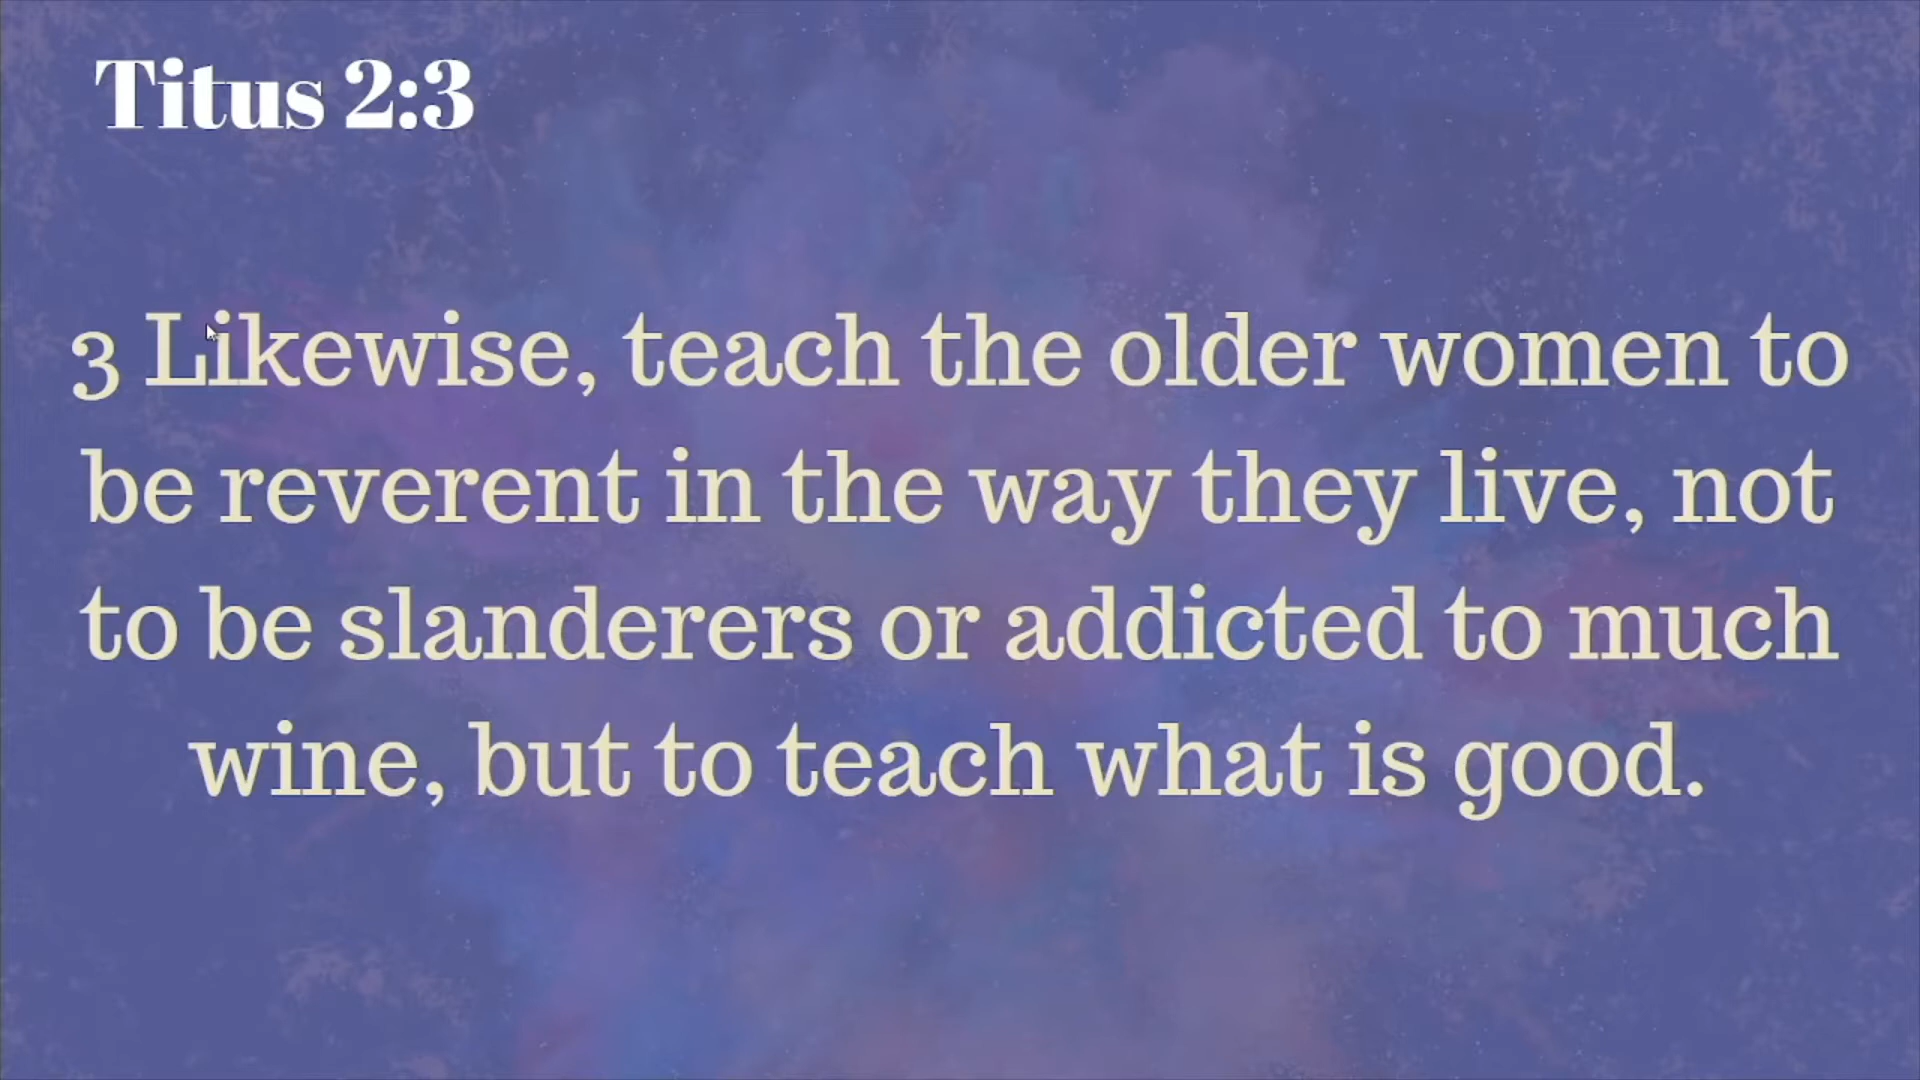 Titus 2:3
3 Likewise, teach the older women to
be reverent in the way they live, not
to be slanderers or addicted to much
wine, but to teach what is good.